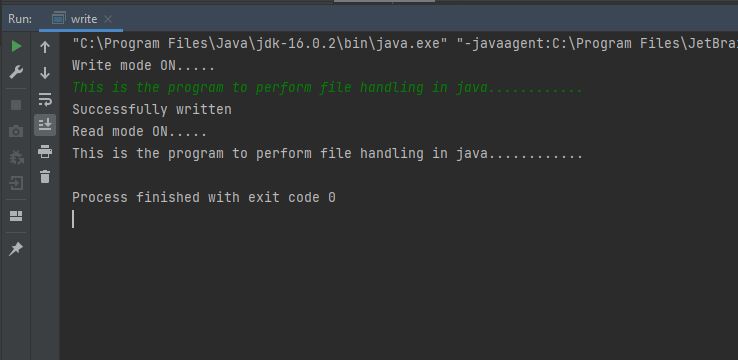 Run: write
"C:\Program Files\Java\jdk-16.0.2\bin\java.exe" "-javaagent:C:\Program Files\JetBrai
Write mode ON.....
This is the program to perform file handling in java............
Successfully written
Read mode ON.....
This is the program to perform file handling in java............
Process finished with exit code 0